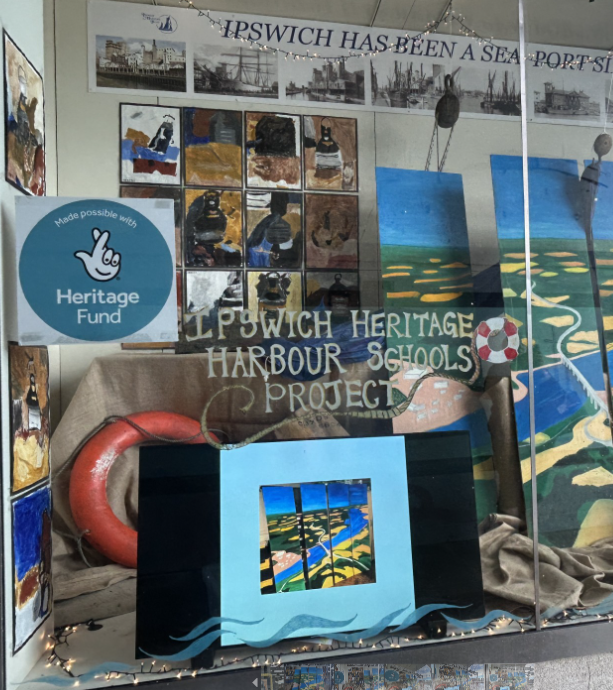 IPSWICH HAS BEEN A SEA-PORT SI
Made possible with
Heritage
Fund
IPSWICH HERITAGE
HARBOUR SCHOOLS
PROJECT